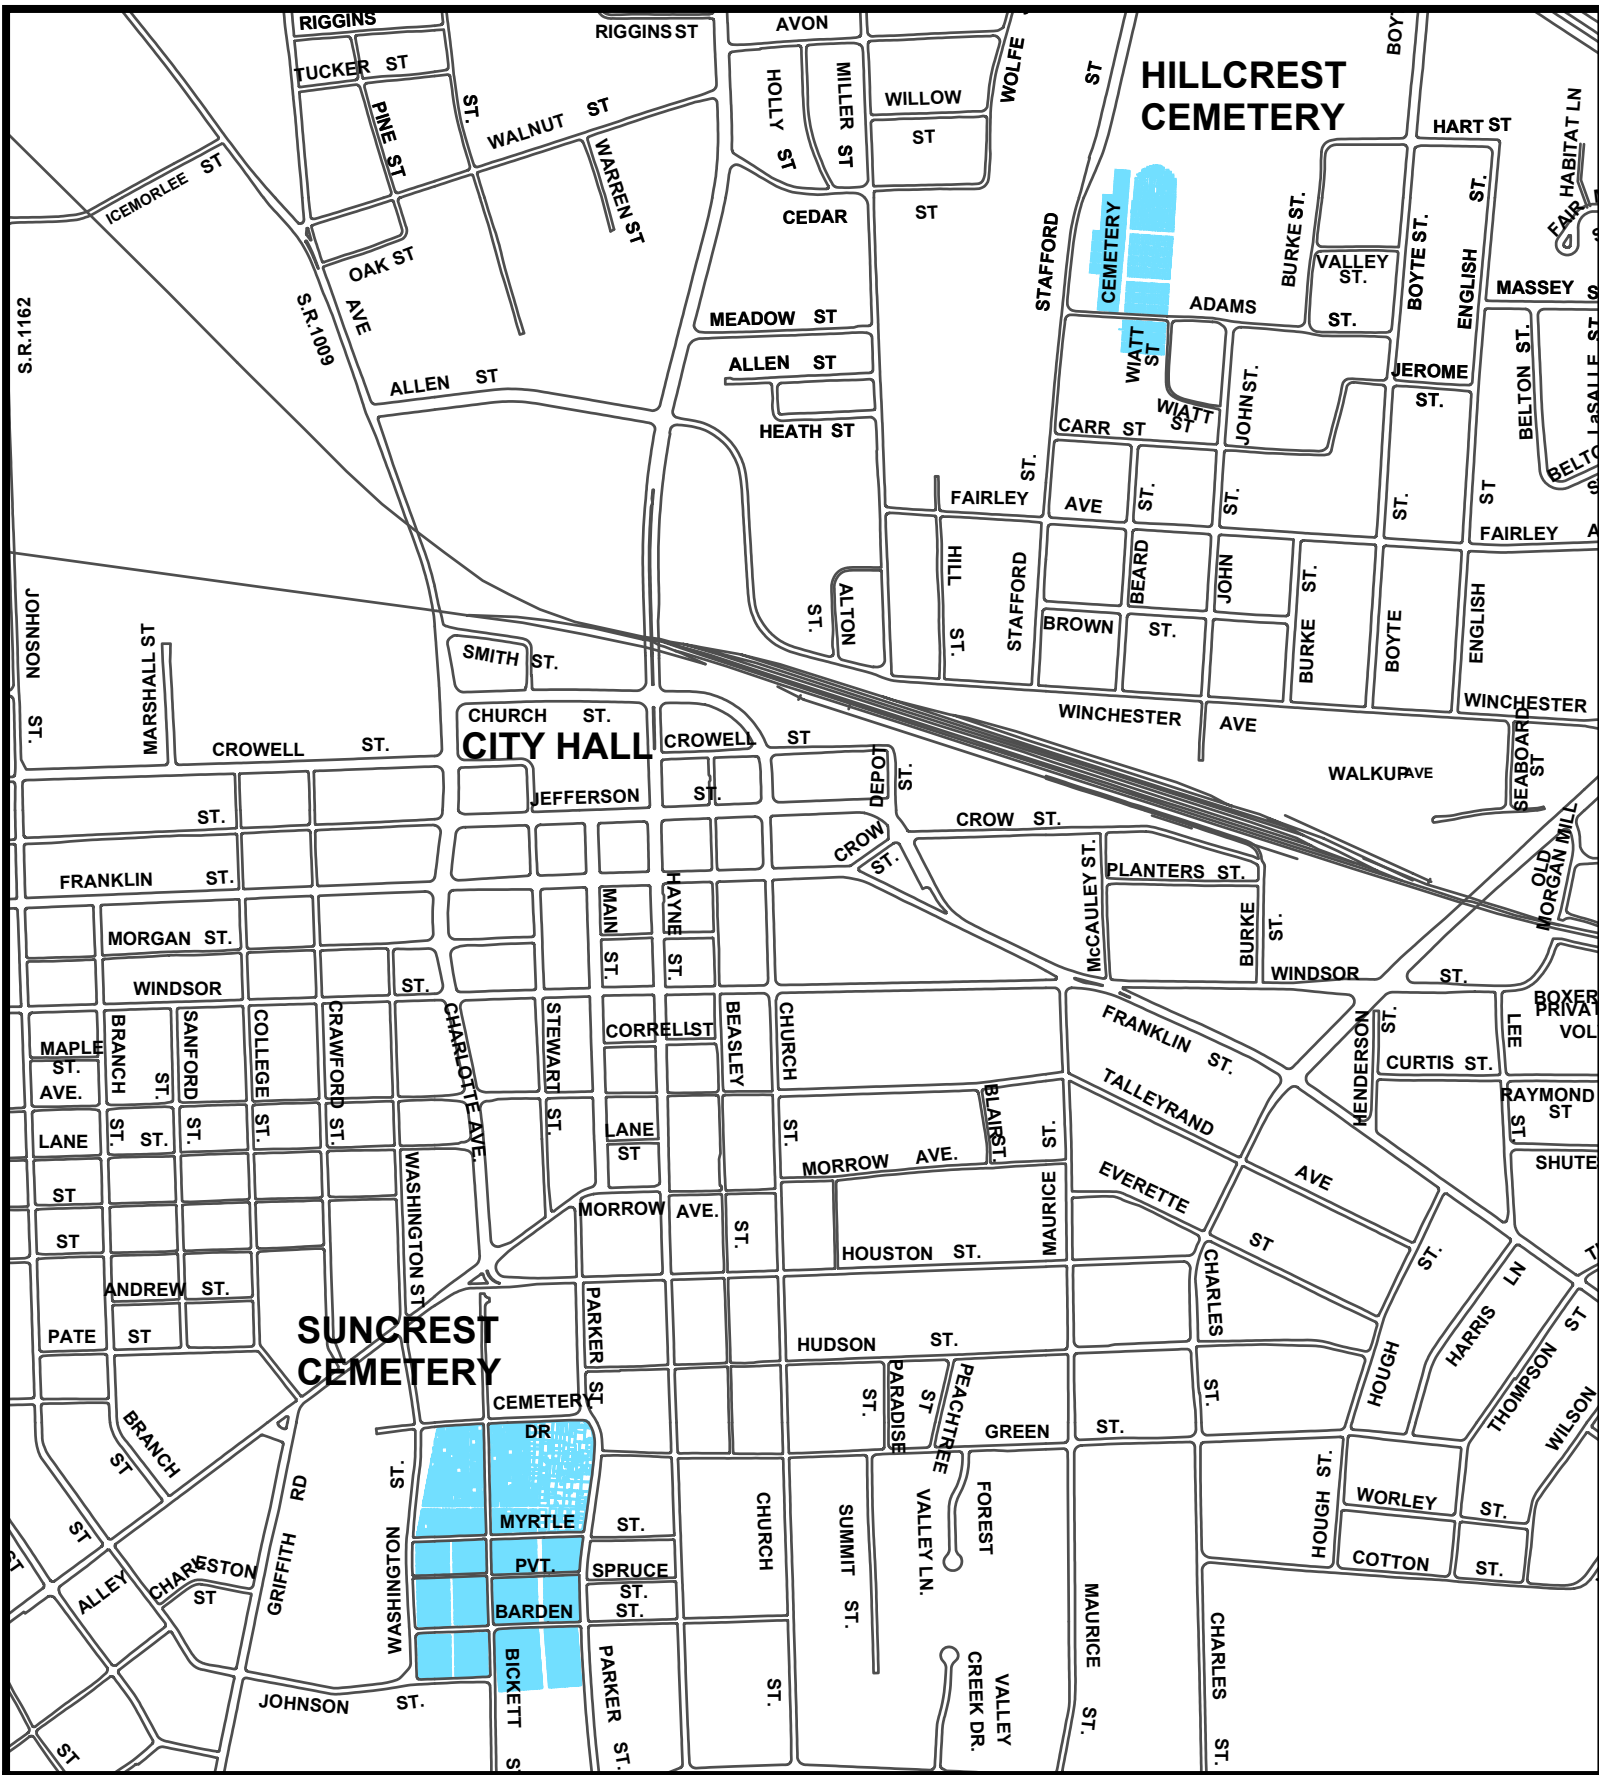 RIGGINS
RIGGINS ST
AVON
WOLFE
ST
HILLCREST
CEMETERY
TUCKER ST
PINE ST
ST.
WALNUT ST
WARREN ST
HOLLY ST
MILLER ST
WILLOW
ST
HART ST
HABITAT LN
ICEMORLEE ST
OAK ST
CEDAR
ST
STAFFORD
CEMETERY
BURKE ST.
VALLEY
ST.
BOYTE ST.
ENGLISH
ST.
MASSEY
S.R.1162
S.R.1009
AVE
MEADOW ST
ADAMS
ST.
ALLEN ST
ALLEN ST
WIATT
ST
JEROME
ST.
BELTON ST.
LaSALLE ST
HEATH ST
WIATT
ST
CARR ST
JOHN ST.
FAIRLEY
AVE
ST.
ST.
ST.
ST.
ST
FAIRLEY
JOHNSON
ST.
MARSHALL ST
SMITH ST.
ALTON
ST.
HILL
ST.
STAFFORD
BEARD
JOHN
BROWN
ST.
BURKE
ST.
BOYTE
ENGLISH
WINCHESTER
AVE
WINCHESTER
CHURCH ST.
CITY HALL
CROWELL ST
CROWELL ST.
DEPOT
ST.
WALKUP AVE
SEABOARD
ST
JEFFERSON
ST.
ST.
CROW ST.
CROW
ST.
McCAULEY ST.
PLANTERS ST.
OLD
MORGAN MILL
FRANKLIN ST.
MAIN
ST.
HAYNE
ST.
BURKE
ST.
MORGAN ST.
WINDSOR
ST.
WINDSOR
ST.
MAPLE
ST.
AVE.
BRANCH
ST.
ST.
SANFORD
ST.
COLLEGE
ST.
CRAWFORD
ST.
CHARLOTTE AVE.
STEWART
ST.
CORRELL ST
BEASLEY
ST.
CHURCH
ST.
FRANKLIN ST.
HENDERSON
ST.
LEE
ST
CURTIS ST.
RAYMOND
ST
SHUTE
LANE
ST.
LANE
ST
TALLEYRAND
AVE
BLAIR ST.
ST.
MORROW AVE.
MORROW AVE.
EVERETTE
ST
MAURICE
ST
ST
WASHINGTON ST
HOUSTON ST.
ANDREW ST.
PATE ST
SUNCREST
CEMETERY
PARKER
ST.
HUDSON
ST.
CHARLES
ST.
HOUGH
ST.
HARRIS
LN
THOMPSON
ST
WILSON
CEMETERY
DR
PARADISE
ST.
ST
PEACHTREE
GREEN
ST.
BRANCH
ST
ST
GRIFFITH RD
WASHINGTON
ST.
MYRTLE
ST.
PVT.
SPRUCE
ST.
BARDEN
ST.
CHURCH
ST.
SUMMIT
ST.
VALLEY LN.
FOREST
HOUGH ST.
WORLEY
ST.
COTTON
ST.
ALLEY
CHARLESTON
ST
ST
JOHNSON
ST.
BICKETT
PARKER
ST.
VALLEY
CREEK DR.
MAURICE
ST.
CHARLES
ST.
ST